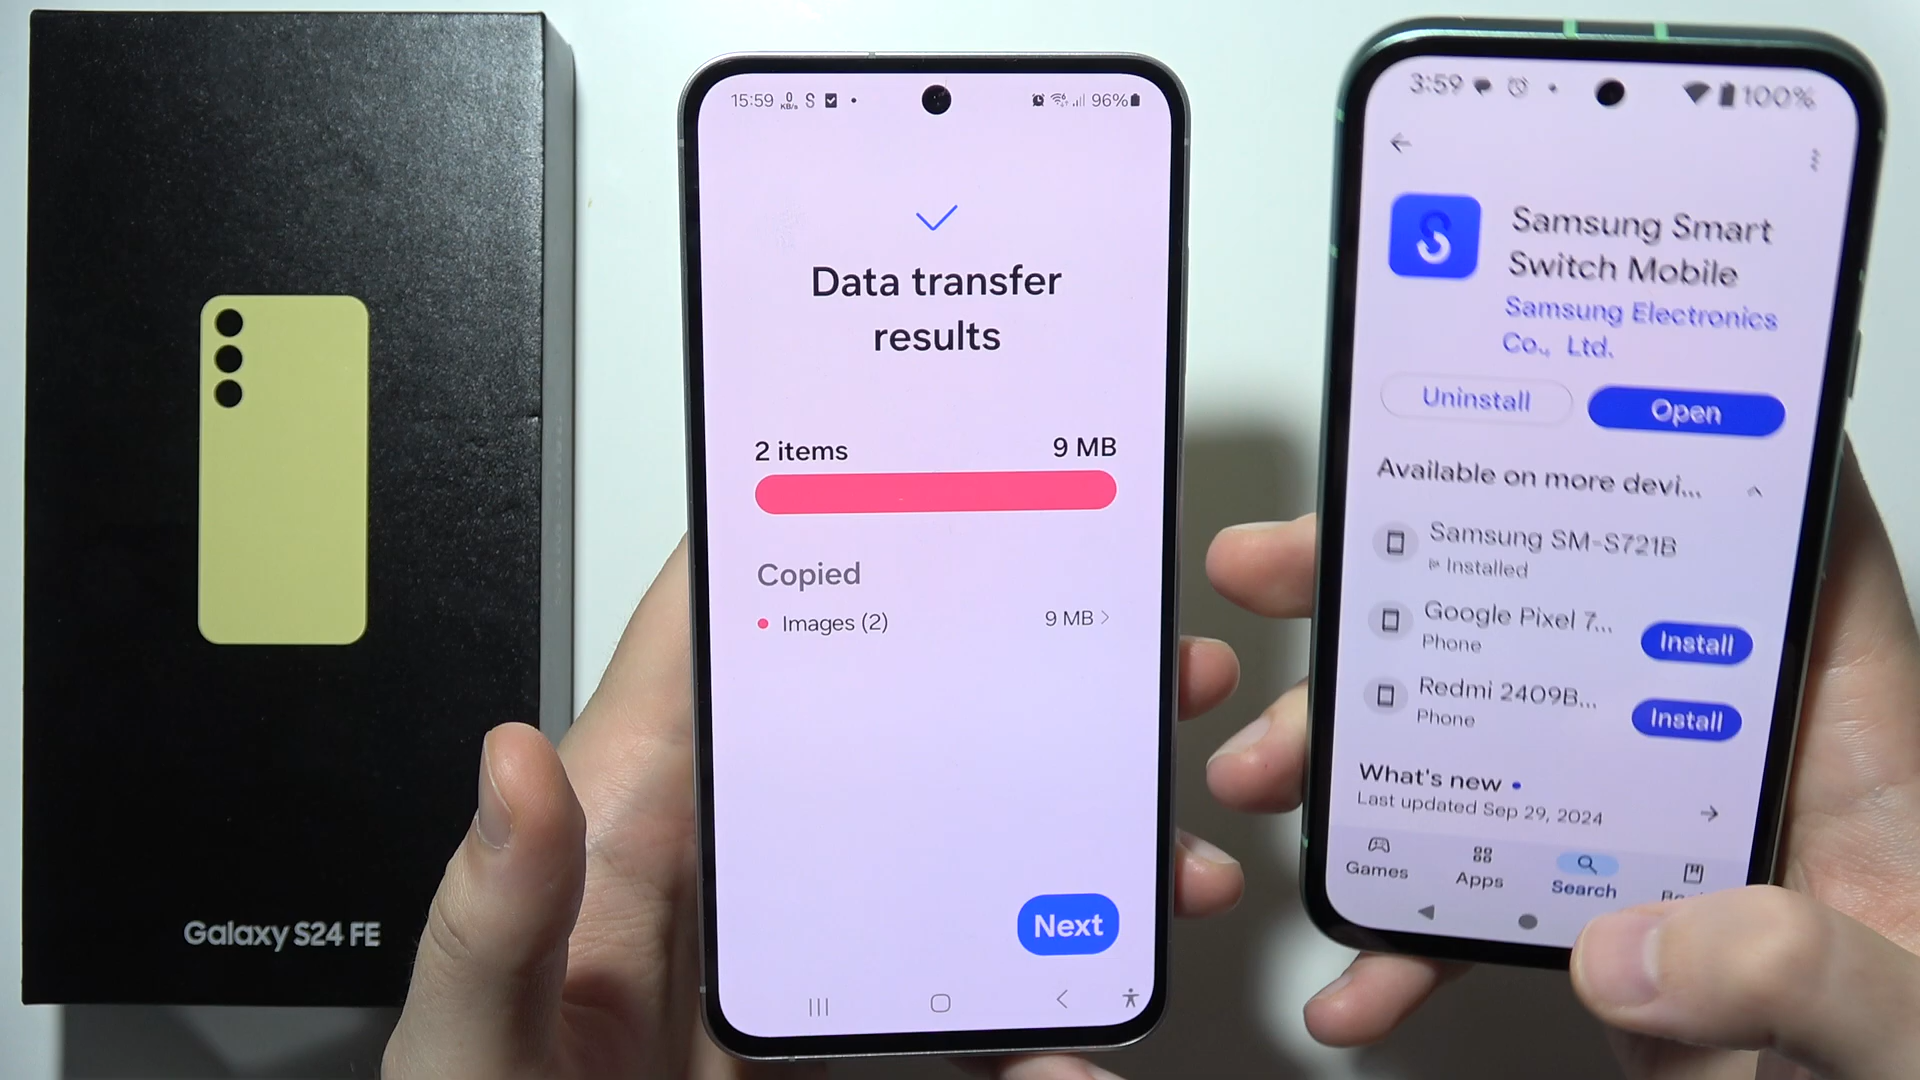 Galaxy S24 FE
15:59 0 KB/s S 96%
Data transfer
results
2 items 9 MB
Copied
Images (2) 9 MB
Next
3:59 100%
Samsung Smart
Switch Mobile
Samsung Electronics
Co., Ltd.
Uninstall Open
Available on more devi...
Samsung SM-S721B
Installed
Google Pixel 7...
Phone
Install
Redmi 2409B...
Phone
Install
What's new
Last updated Sep 29, 2024
Games Apps Search